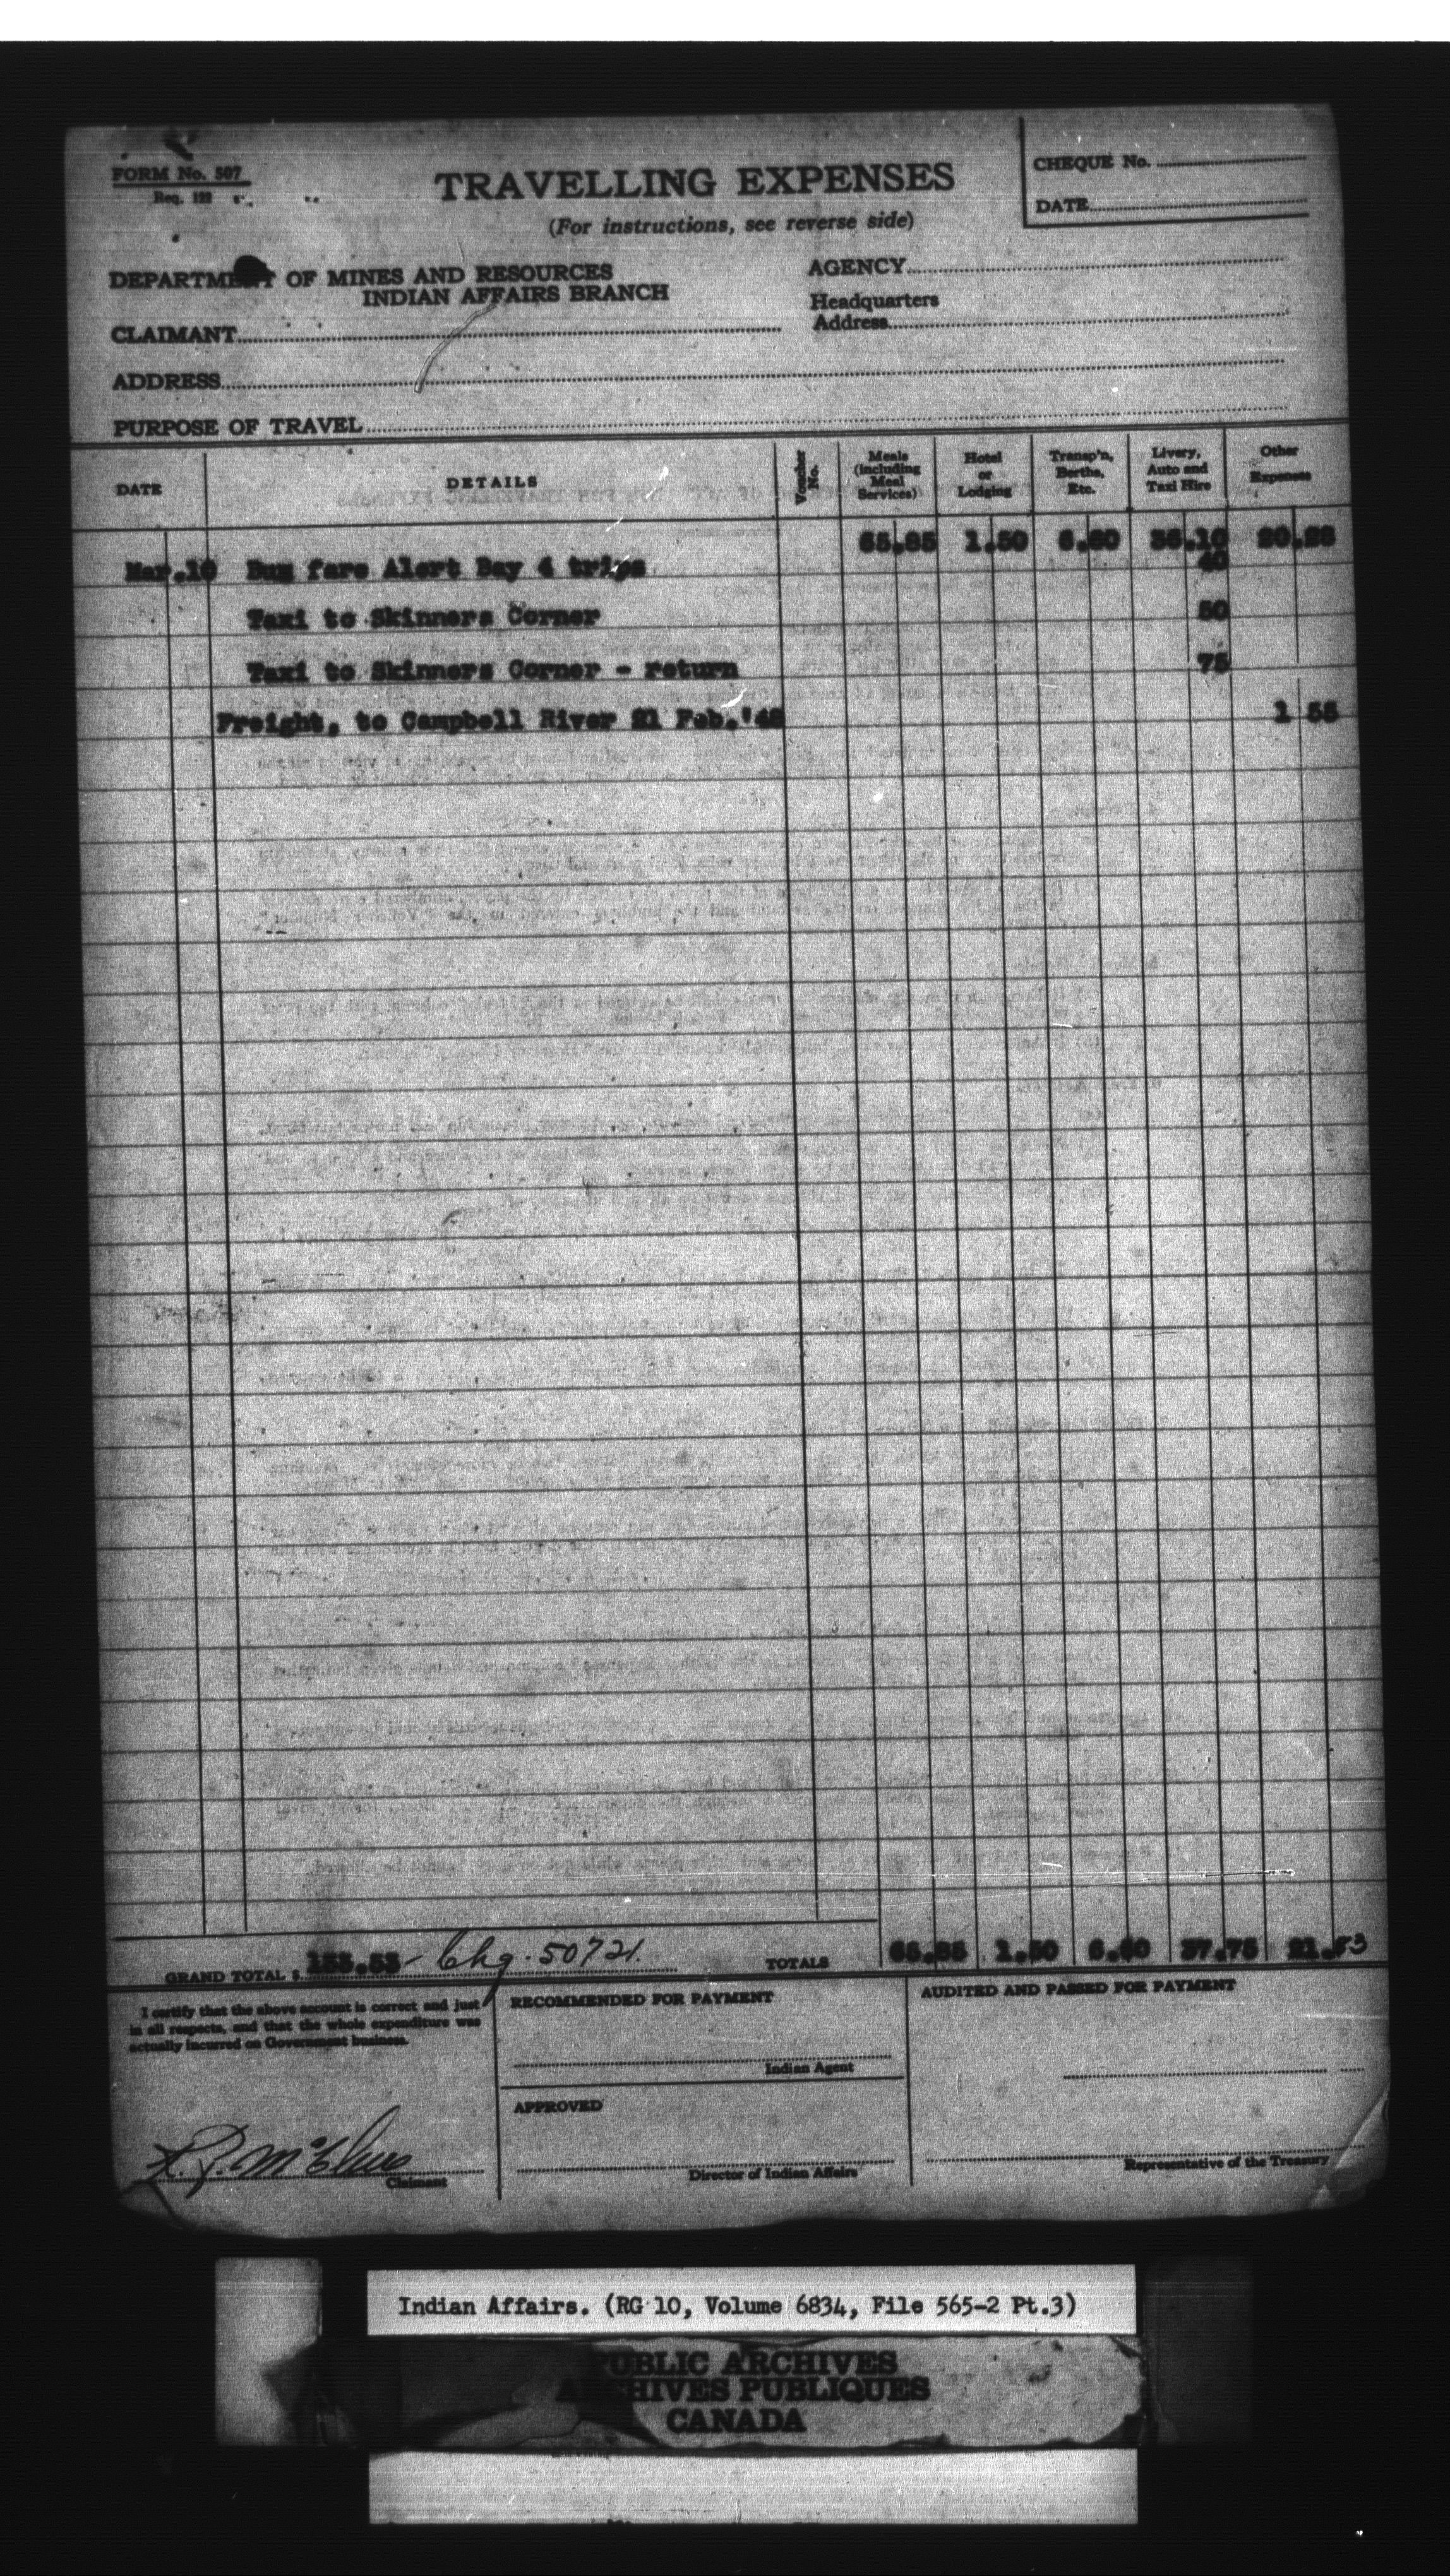 FORM No. 507
Req. 122
TRAVELLING EXPENSES
(For instructions, see reverse side)
CHEQUE No.
DATE
DEPARTMENT OF MINES AND RESOURCES
INDIAN AFFAIRS BRANCH
AGENCY
Headquarters
Address
CLAIMANT
ADDRESS
PURPOSE OF TRAVEL
DATE DETAILS Voucher No. Meals (including Meal Services) Hotel or Lodging Transp'n, Berths, Etc. Livery, Auto and Taxi Hire Other Expenses
65.85 1.50 6.60 36.10 20.28
Mar.10 Bus fare Alert Bay 4 trips 40
Taxi to Skinners Corner 50
Taxi to Skinners Corner - return 75
Freight, to Campbell River 21 Feb.'48 1 55
GRAND TOTAL $ 133.53 - Chq. 50721. TOTALS 65.85 1.50 6.60 37.75 21.83
I certify that the above account is correct and just
in all respects, and that the whole expenditure was
actually incurred on Government business.
Claimant
RECOMMENDED FOR PAYMENT
Indian Agent
APPROVED
Director of Indian Affairs
AUDITED AND PASSED FOR PAYMENT
Representative of the Treasury
Indian Affairs. (RG 10, Volume 6834, File 565-2 Pt.3)
PUBLIC ARCHIVES
ARCHIVES PUBLIQUES
CANADA